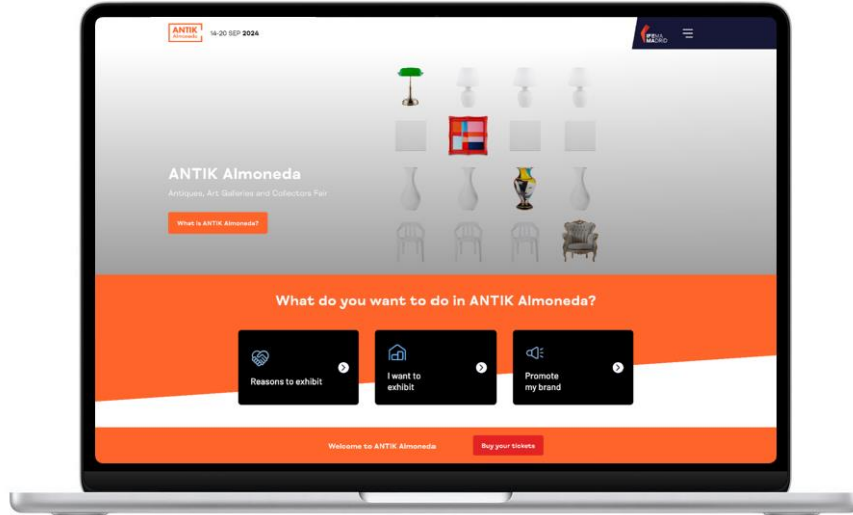 ANTIK
Almoneda
14-20 SEP 2024
IFEMA
MADRID
ANTIK Almoneda
Antiques, Art Galleries and Collectors Fair
What is ANTIK Almoneda?
What do you want to do in ANTIK Almoneda?
Reasons to exhibit
I want to
exhibit
Promote
my brand
Welcome to ANTIK Almoneda
Buy your tickets